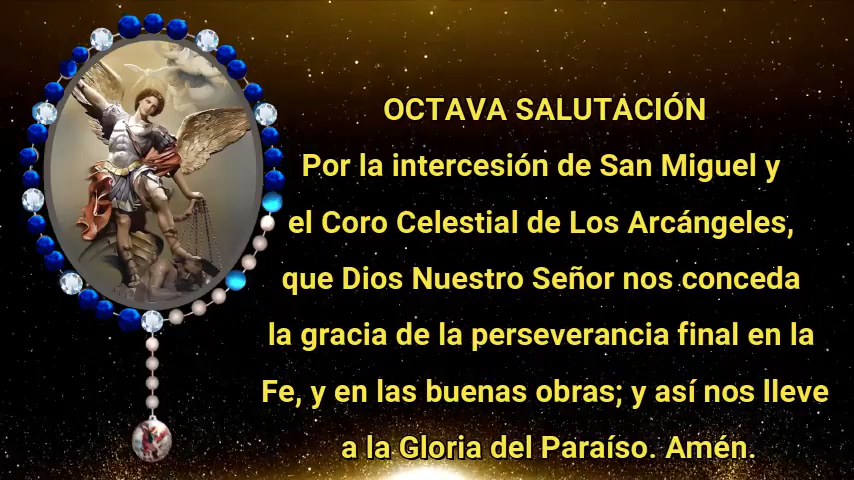 OCTAVA SALUTACIÓN
Por la intercesión de San Miguel y
el Coro Celestial de Los Arcángeles,
que Dios Nuestro Señor nos conceda
la gracia de la perseverancia final en la
Fe, y en las buenas obras; y así nos lleve
a la Gloria del Paraíso. Amén.